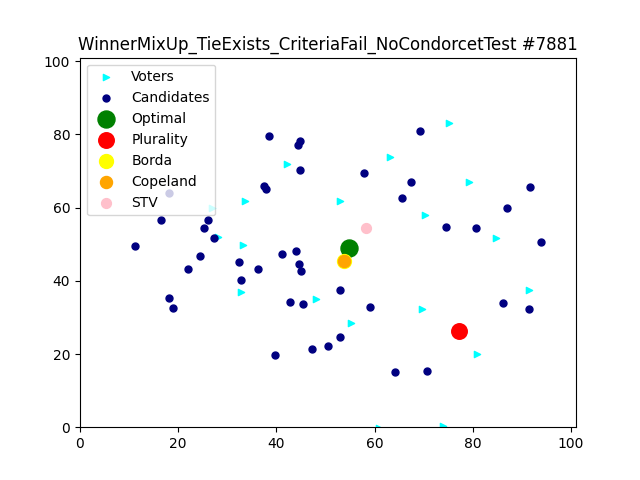 WinnerMixUp_TieExists_CriteriaFail_NoCondorcetTest #7881
100
80
60
40
20
0
Voters
Candidates
Optimal
Plurality
Borda
Copeland
STV
0 20 40 60 80 100